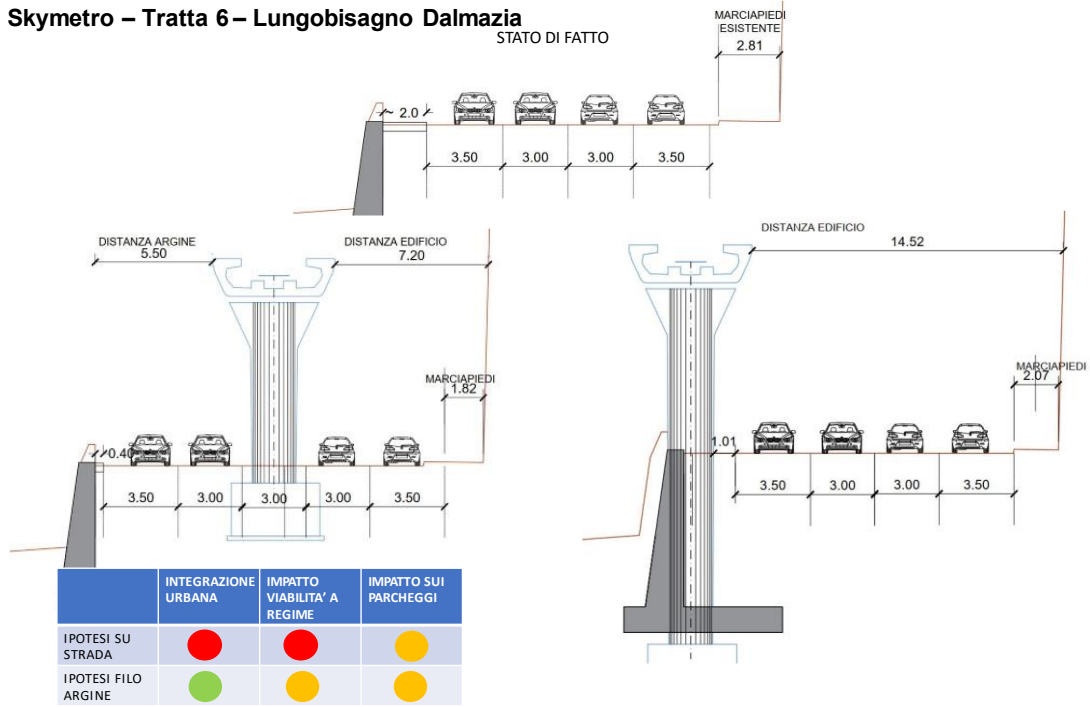 Skymetro – Tratta 6 – Lungobisagno Dalmazia
STATO DI FATTO
MARCIAPIEDI
ESISTENTE
2.81
~ 2.0
3.50 3.00 3.00 3.50
DISTANZA ARGINE
5.50
DISTANZA EDIFICIO
7.20
MARCIAPIEDI
1.82
0.40
3.50 3.00 3.00 3.00 3.50
DISTANZA EDIFICIO
14.52
MARCIAPIEDI
2.07
1.01
3.50 3.00 3.00 3.50
INTEGRAZIONE
URBANA
IMPATTO
VIABILITA’ A
REGIME
IMPATTO SUI
PARCHEGGI
IPOTESI SU
STRADA
IPOTESI FILO
ARGINE